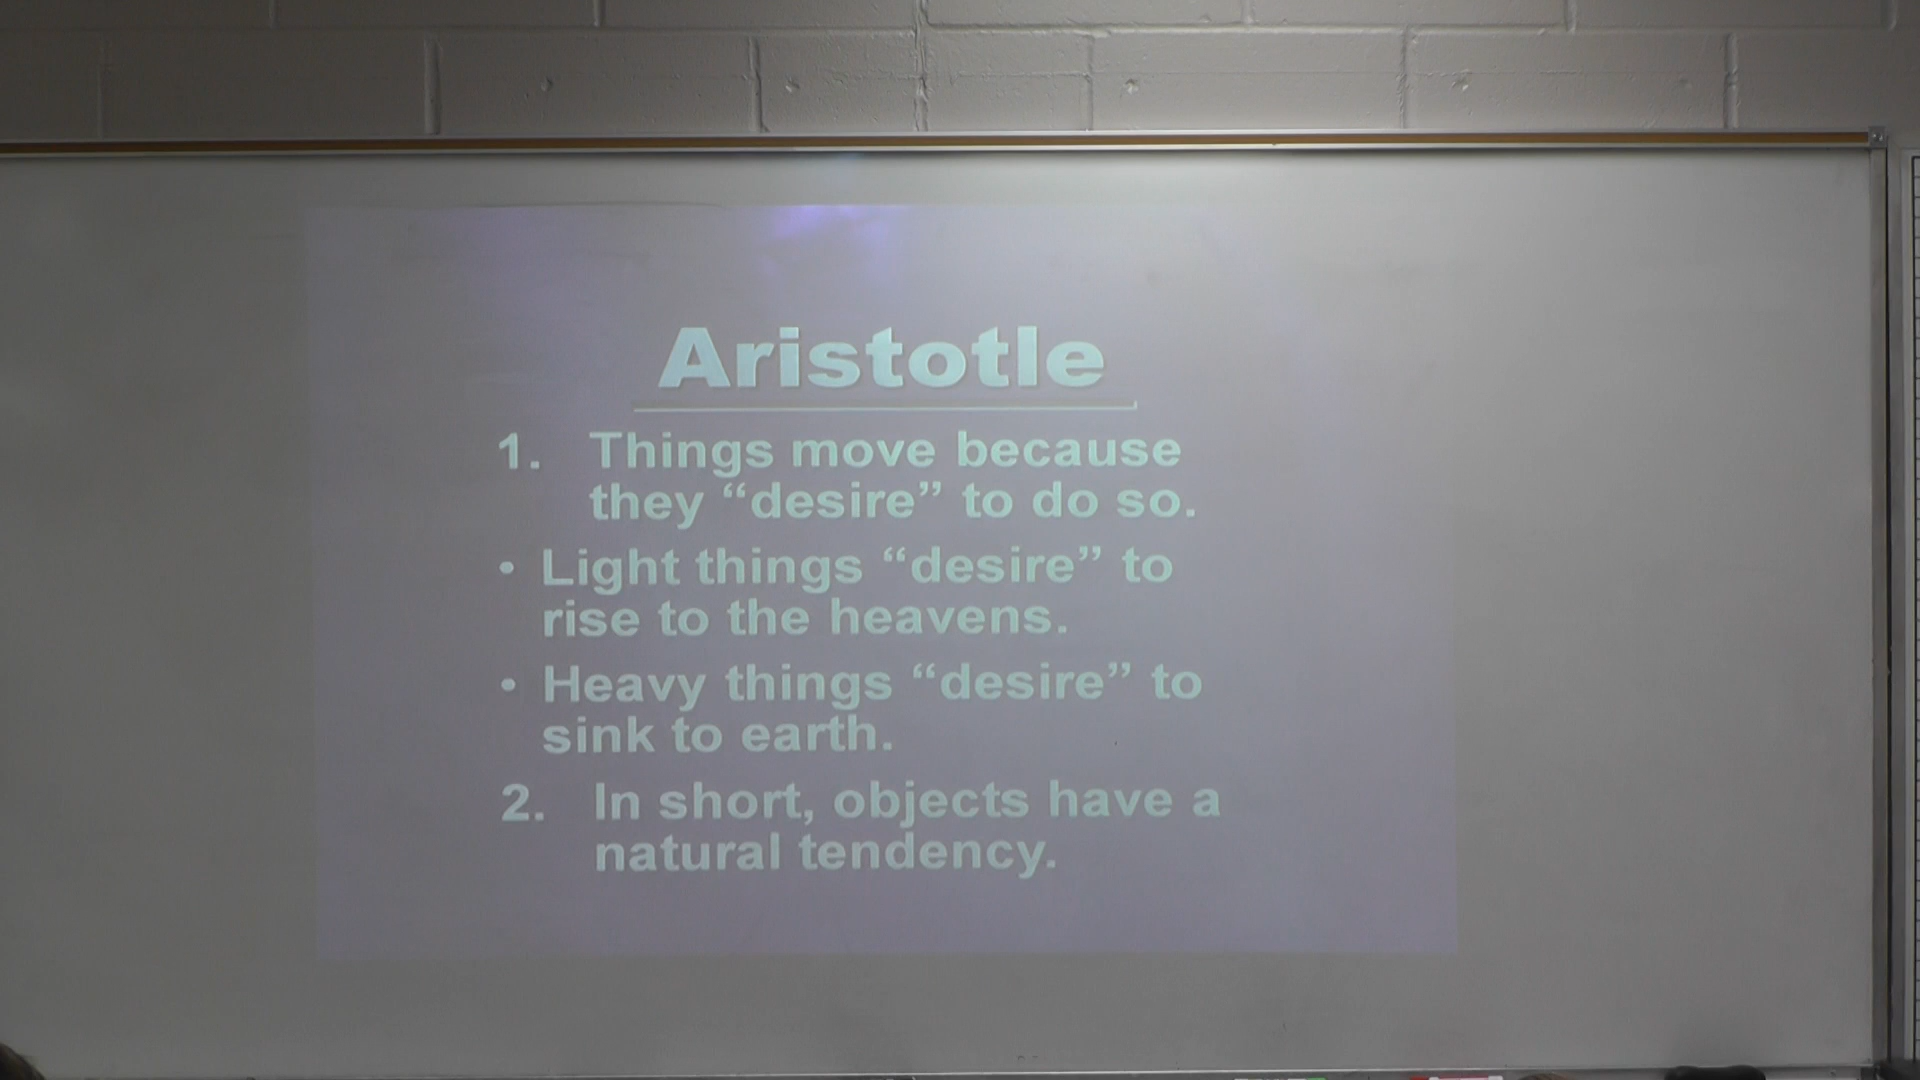 Aristotle
1. Things move because
they “desire” to do so.
• Light things “desire” to
rise to the heavens.
• Heavy things “desire” to
sink to earth.
2. In short, objects have a
natural tendency.